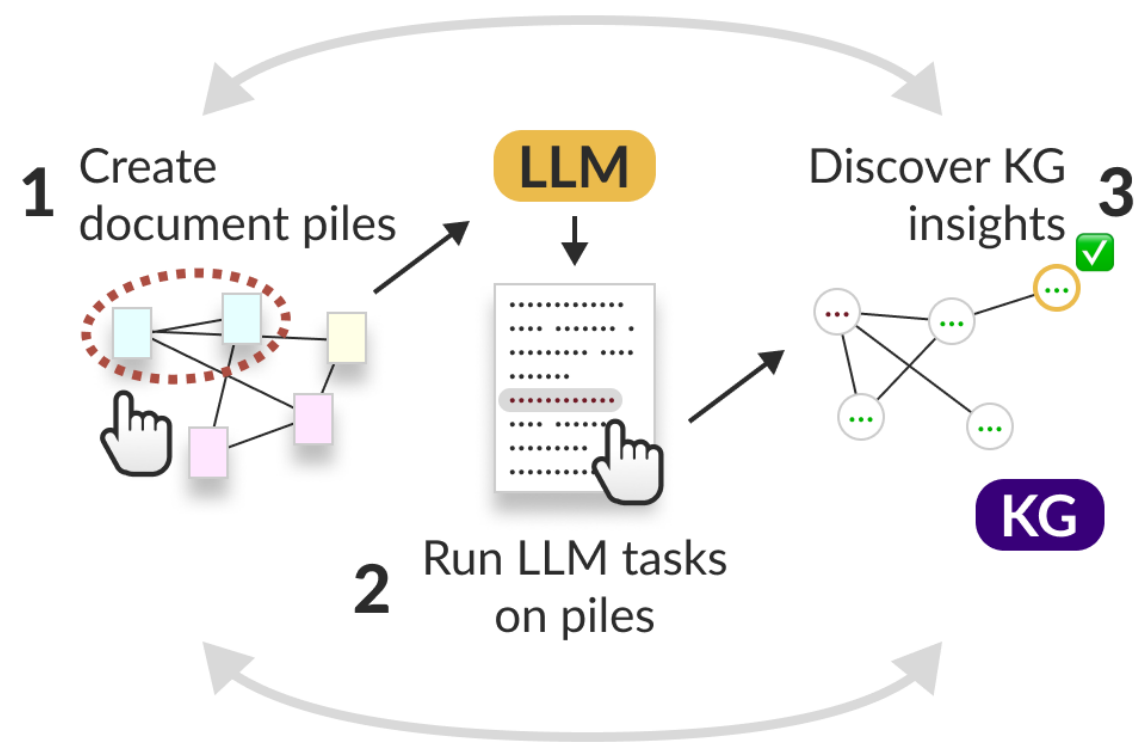 1
Create
document piles
LLM
Discover KG
insights
3
KG
2
Run LLM tasks
on piles